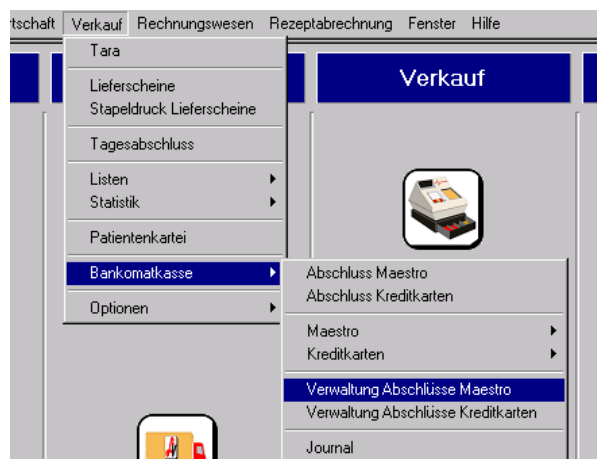 Verkauf Rechnungswesen Rezeptabrechnung Fenster Hilfe
Tara
Lieferscheine
Stapeldruck Lieferscheine
Tagesabschluss
Listen
Statistik
Patientenkartei
Bankomatkasse
Optionen
Verkauf
Abschluss Maestro
Abschluss Kreditkarten
Maestro
Kreditkarten
Verwaltung Abschlüsse Maestro
Verwaltung Abschlüsse Kreditkarten
Journal